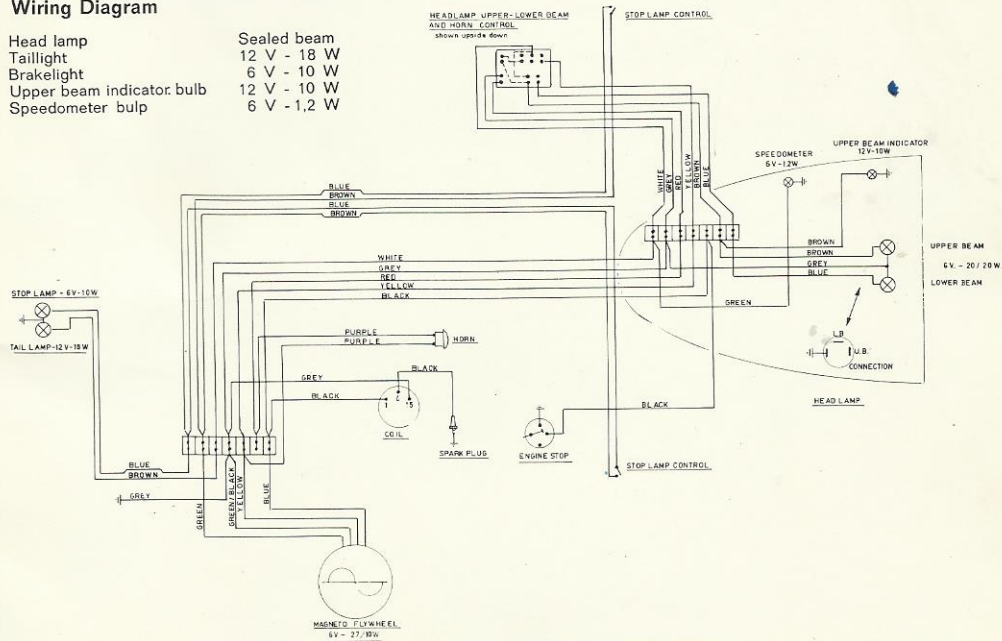 Wiring Diagram
Head lamp Sealed beam
Taillight 12 V - 18 W
Brakelight 6 V - 10 W
Upper beam indicator. bulb 12 V - 10 W
Speedometer bulp 6 V - 1,2 W
HEADLAMP UPPER-LOWER BEAM
AND HORN CONTROL
shown upside down
STOP LAMP CONTROL
UPPER BEAM INDICATOR
12V-10W
SPEEDOMETER
6V-1.2W
WHITE
GREY
RED
YELLOW
BROWN
BLUE
BLUE
BROWN
BLUE
BROWN
BROWN
BROWN
GREY
BLUE
UPPER BEAM
6V. - 20/20W
LOWER BEAM
WHITE
GREY
RED
YELLOW
BLACK
GREEN
STOP LAMP - 6V-10W
TAIL LAMP-12V-18W
PURPLE
PURPLE
HORN
L.B
U.B.
CONNECTION
HEAD LAMP
BLACK
GREY
BLACK
1
15
COIL
SPARK PLUG
BLACK
ENGINE STOP
STOP LAMP CONTROL
BLUE
BROWN
GREY
GREEN
GREEN/BLACK
YELLOW
BLUE
MAGNETO FLYWHEEL
6V - 27/10W